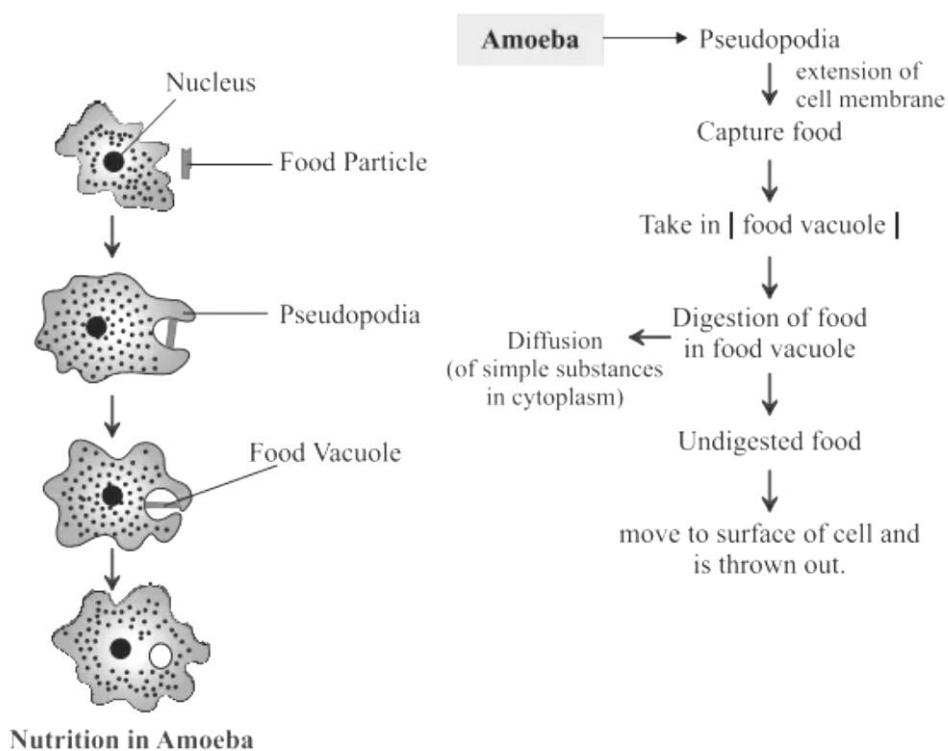 Nucleus
Food Particle
Pseudopodia
Food Vacuole
Nutrition in Amoeba
Amoeba
Pseudopodia
extension of
cell membrane
Capture food
Take in | food vacuole |
Digestion of food
in food vacuole
Diffusion
(of simple substances
in cytoplasm)
Undigested food
move to surface of cell and
is thrown out.